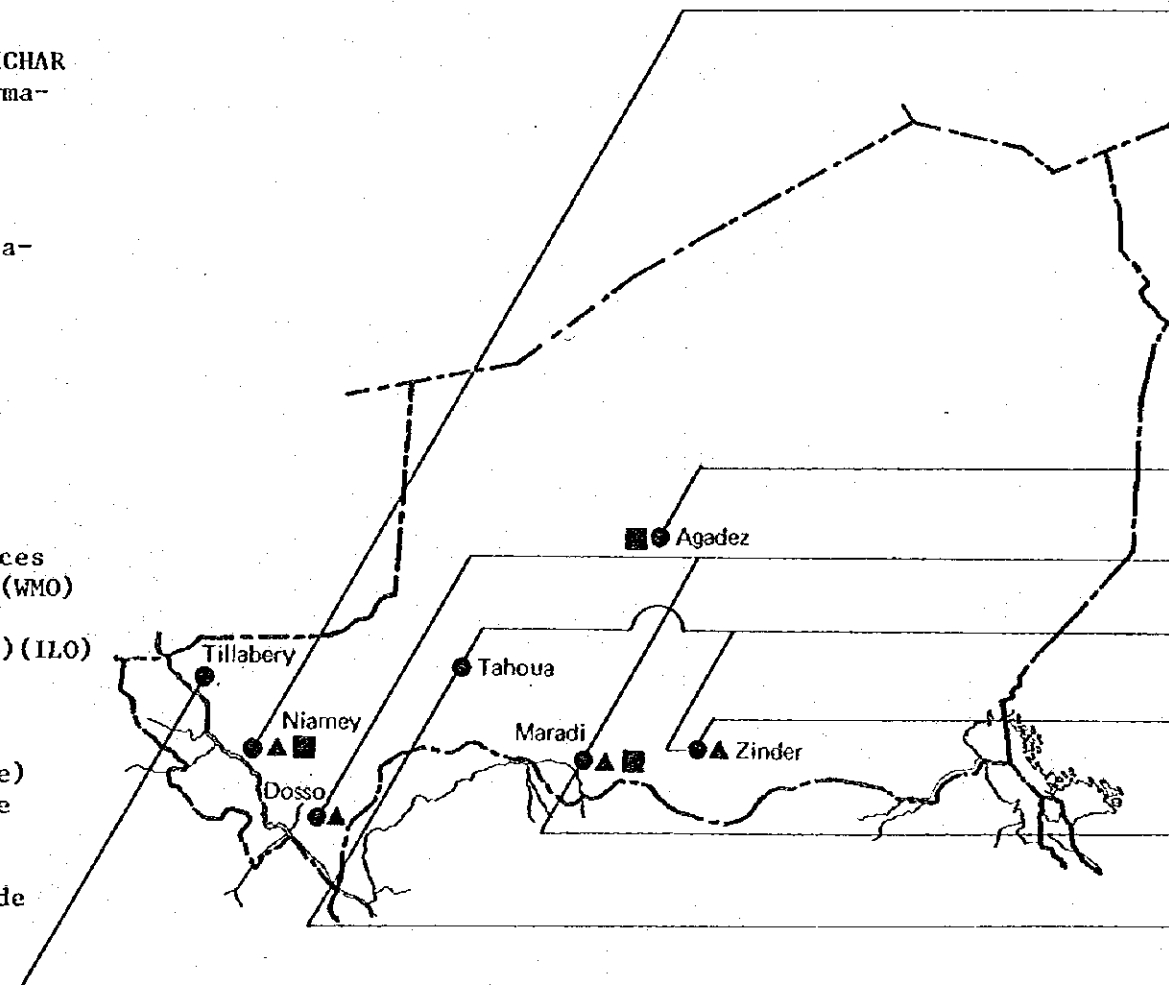 ICHAR
rma-
a-
ces
(WMO)
)(ILO)
e)
e
de
Agadez
Tillabery
Tahoua
Niamey
Maradi
Zinder
Dosso